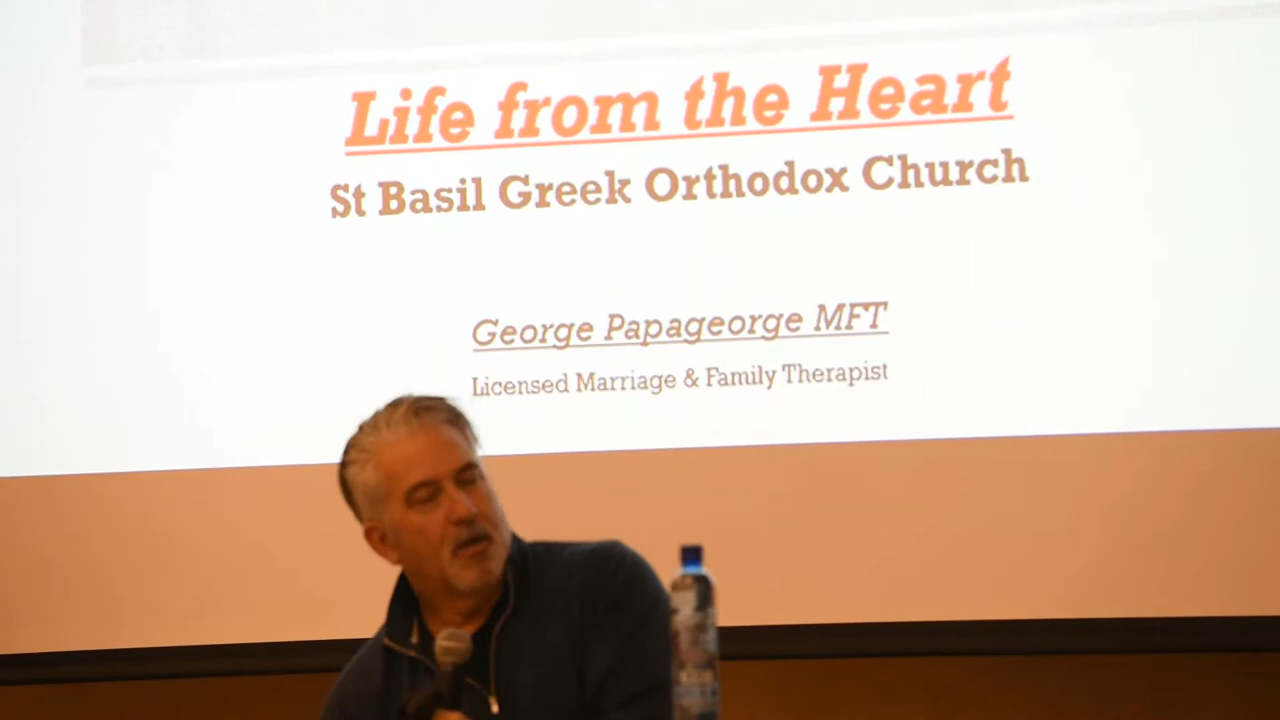 Life from the Heart
St Basil Greek Orthodox Church
George Papageorge MFT
Licensed Marriage & Family Therapist